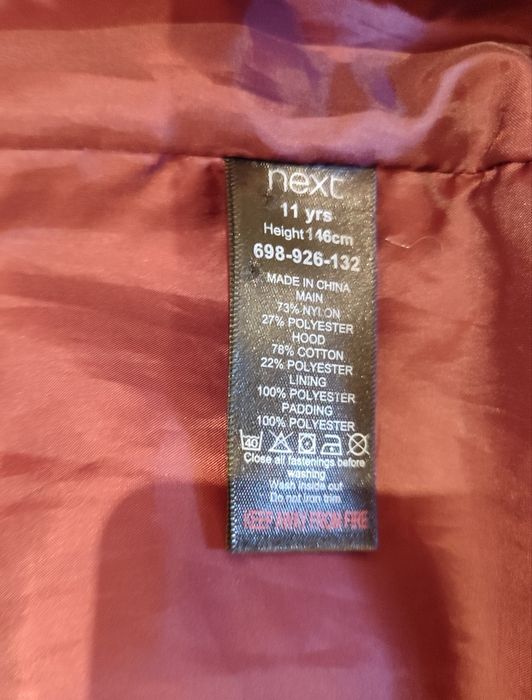 next
11 yrs
Height 146cm
698-926-132
MADE IN CHINA
MAIN
73% NYLON
27% POLYESTER
HOOD
78% COTTON
22% POLYESTER
LINING
100% POLYESTER
PADDING
100% POLYESTER
40
Close all fastenings before
washing
Wash inside out
Do not iron trim
KEEP AWAY FROM FIRE